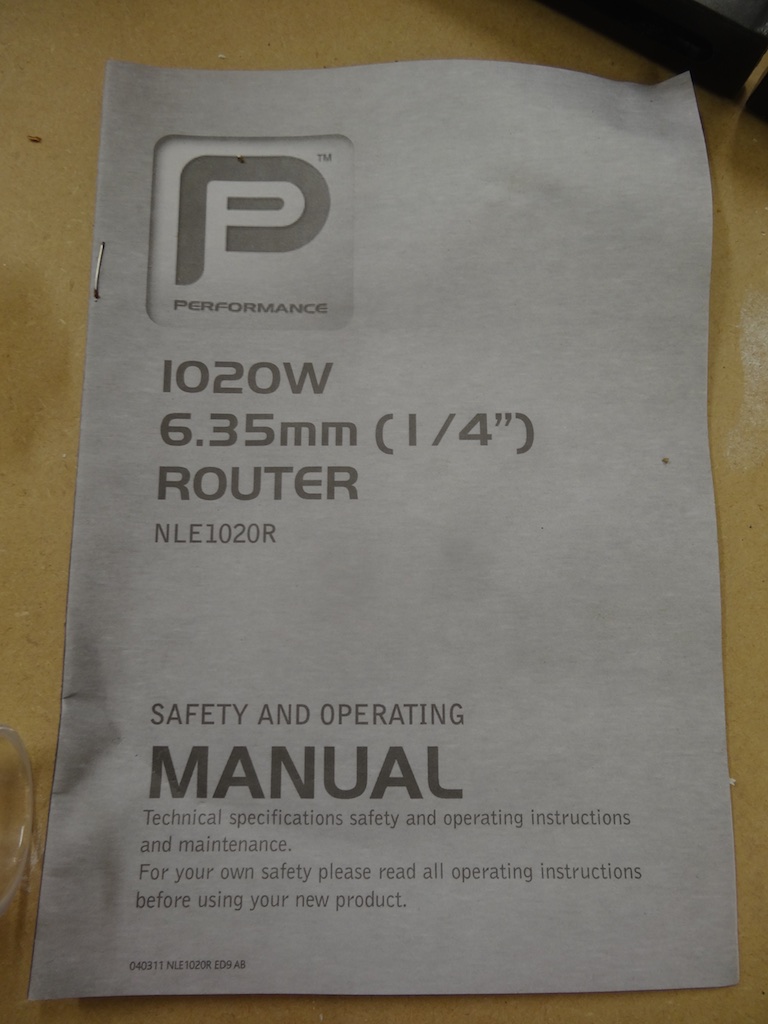 TM
PERFORMANCE
1020W
6.35mm (1/4”)
ROUTER
NLE1020R
SAFETY AND OPERATING
MANUAL
Technical specifications safety and operating instructions
and maintenance.
For your own safety please read all operating instructions
before using your new product.
040311 NLE1020R ED9 AB